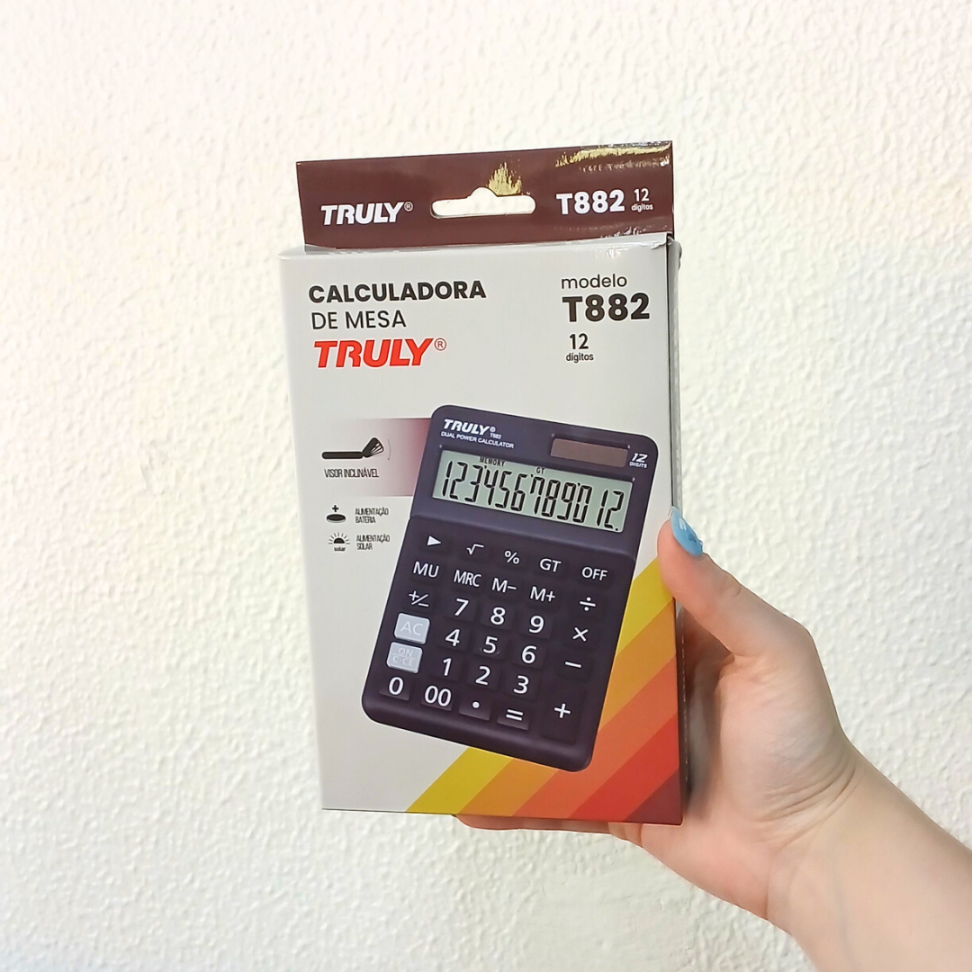 TRULY®
T882 12
dígitos
CALCULADORA
DE MESA
TRULY®
modelo
T882
12
dígitos
VISOR INCLINÁVEL
ALIMENTAÇÃO
BATERIA
solar
ALIMENTAÇÃO
SOLAR
TRULY® T882
DUAL POWER CALCULATOR
12
DIGITS
MEMORY GT
123456789012.
▶ √ % GT OFF
MU MRC M− M+ ÷
+/− 7 8 9 ×
AC 4 5 6 −
ON
C·CE 1 2 3
0 00 • = +